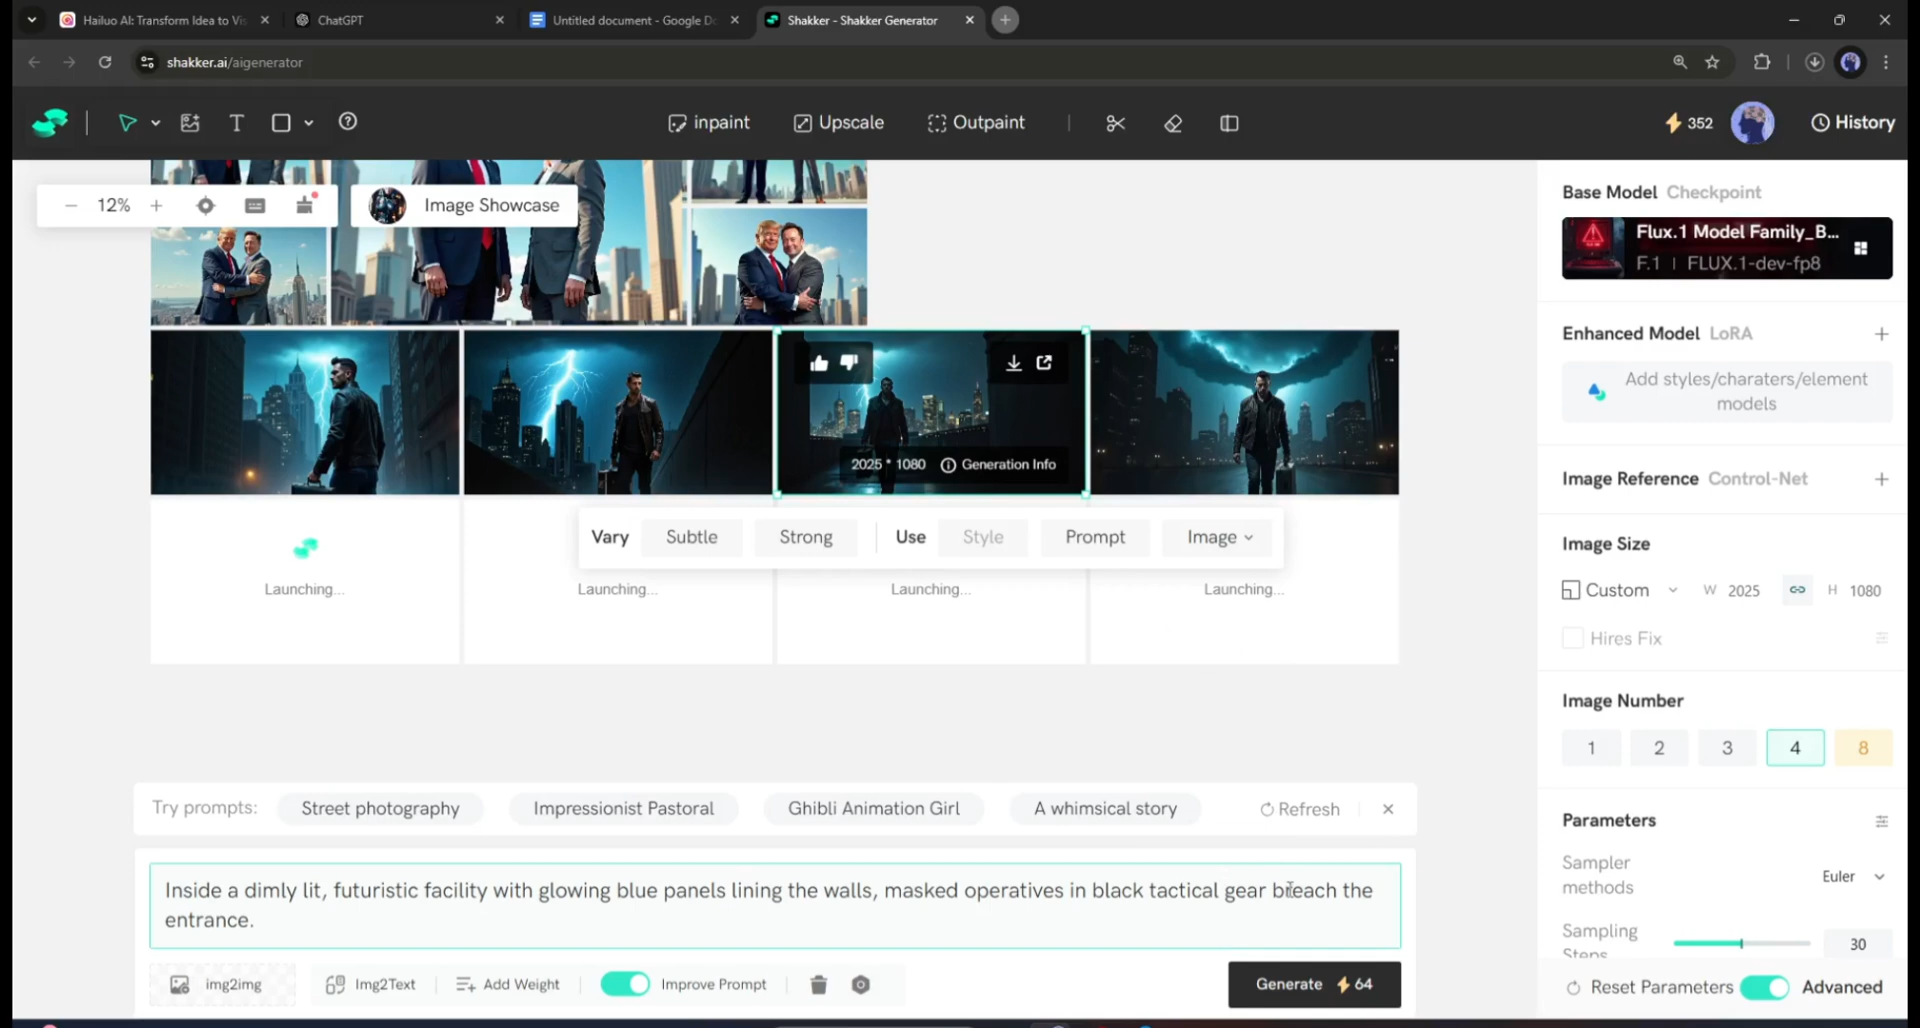 Hailuo AI: Transform Idea to Vis
ChatGPT
Untitled document - Google Do
Shakker - Shakker Generator
shakker.ai/aigenerator
inpaint
Upscale
Outpaint
352
History
12%
Image Showcase
2025 * 1080
Generation Info
Vary
Subtle
Strong
Use
Style
Prompt
Image
Launching...
Launching...
Launching...
Launching...
Try prompts:
Street photography
Impressionist Pastoral
Ghibli Animation Girl
A whimsical story
Refresh
Inside a dimly lit, futuristic facility with glowing blue panels lining the walls, masked operatives in black tactical gear breach the
entrance.
img2img
Img2Text
Add Weight
Improve Prompt
Generate
64
Base Model Checkpoint
Flux.1 Model Family_B...
F.1 | FLUX.1-dev-fp8
Enhanced Model LoRA
Add styles/charaters/element
models
Image Reference Control-Net
Image Size
Custom
W 2025
H 1080
Hires Fix
Image Number
1
2
3
4
8
Parameters
Sampler
methods
Euler
Sampling
Steps
30
Reset Parameters
Advanced